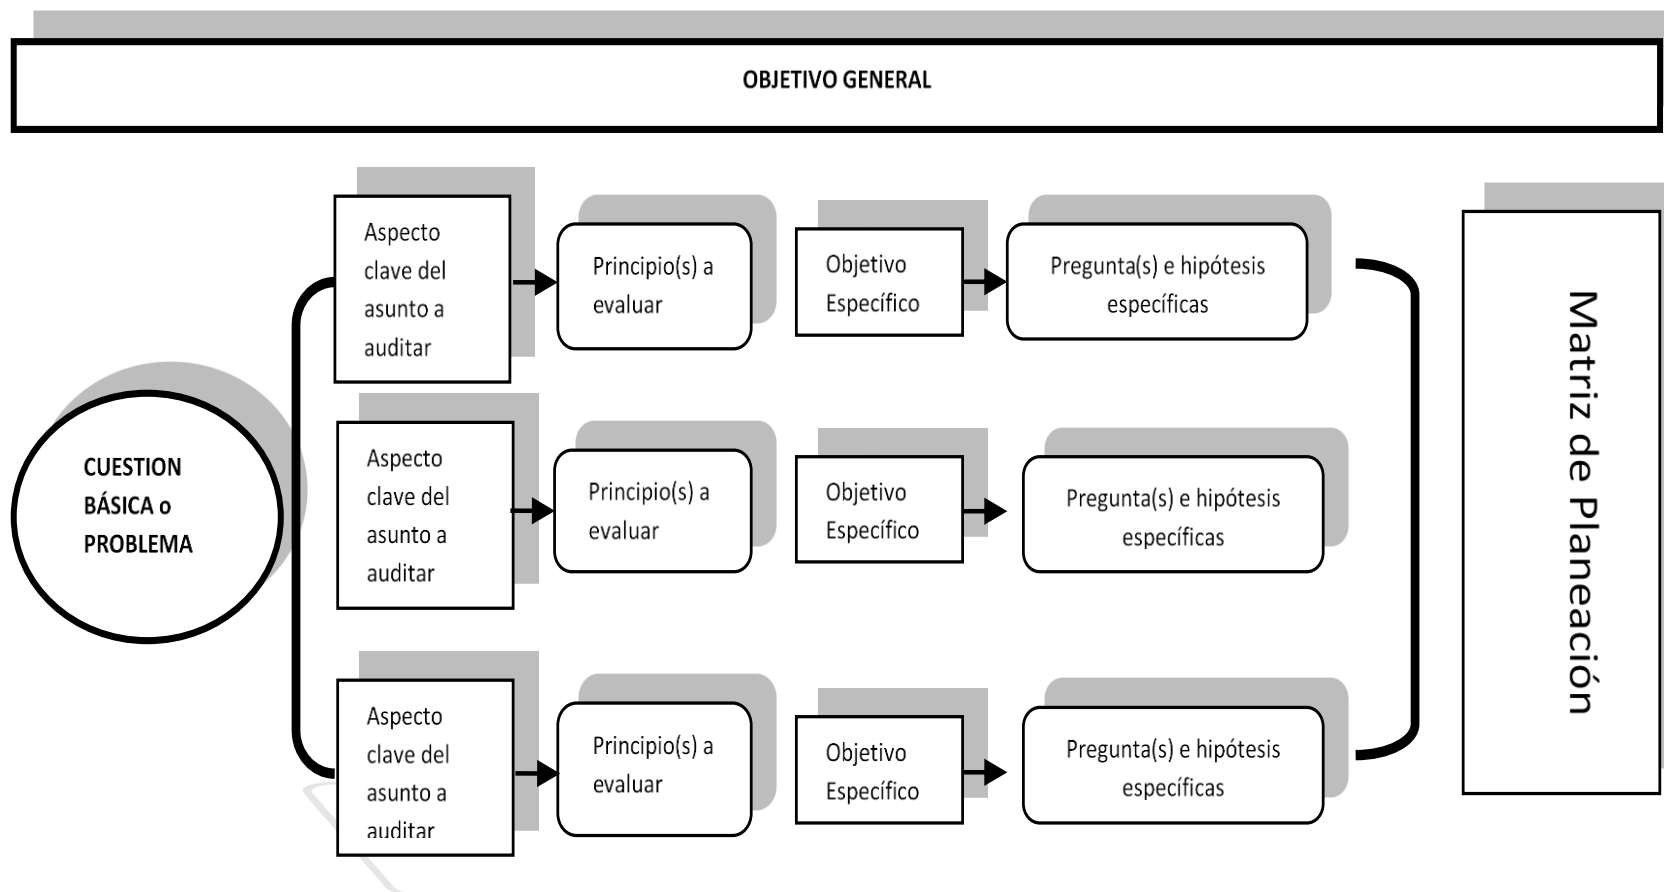 OBJETIVO GENERAL
Aspecto
clave del
asunto a
auditar
Principio(s) a
evaluar
Objetivo
Específico
Pregunta(s) e hipótesis
específicas
CUESTION
BÁSICA o
PROBLEMA
Aspecto
clave del
asunto a
auditar
Principio(s) a
evaluar
Objetivo
Específico
Pregunta(s) e hipótesis
específicas
Aspecto
clave del
asunto a
auditar
Principio(s) a
evaluar
Objetivo
Específico
Pregunta(s) e hipótesis
específicas
Matriz de Planeación